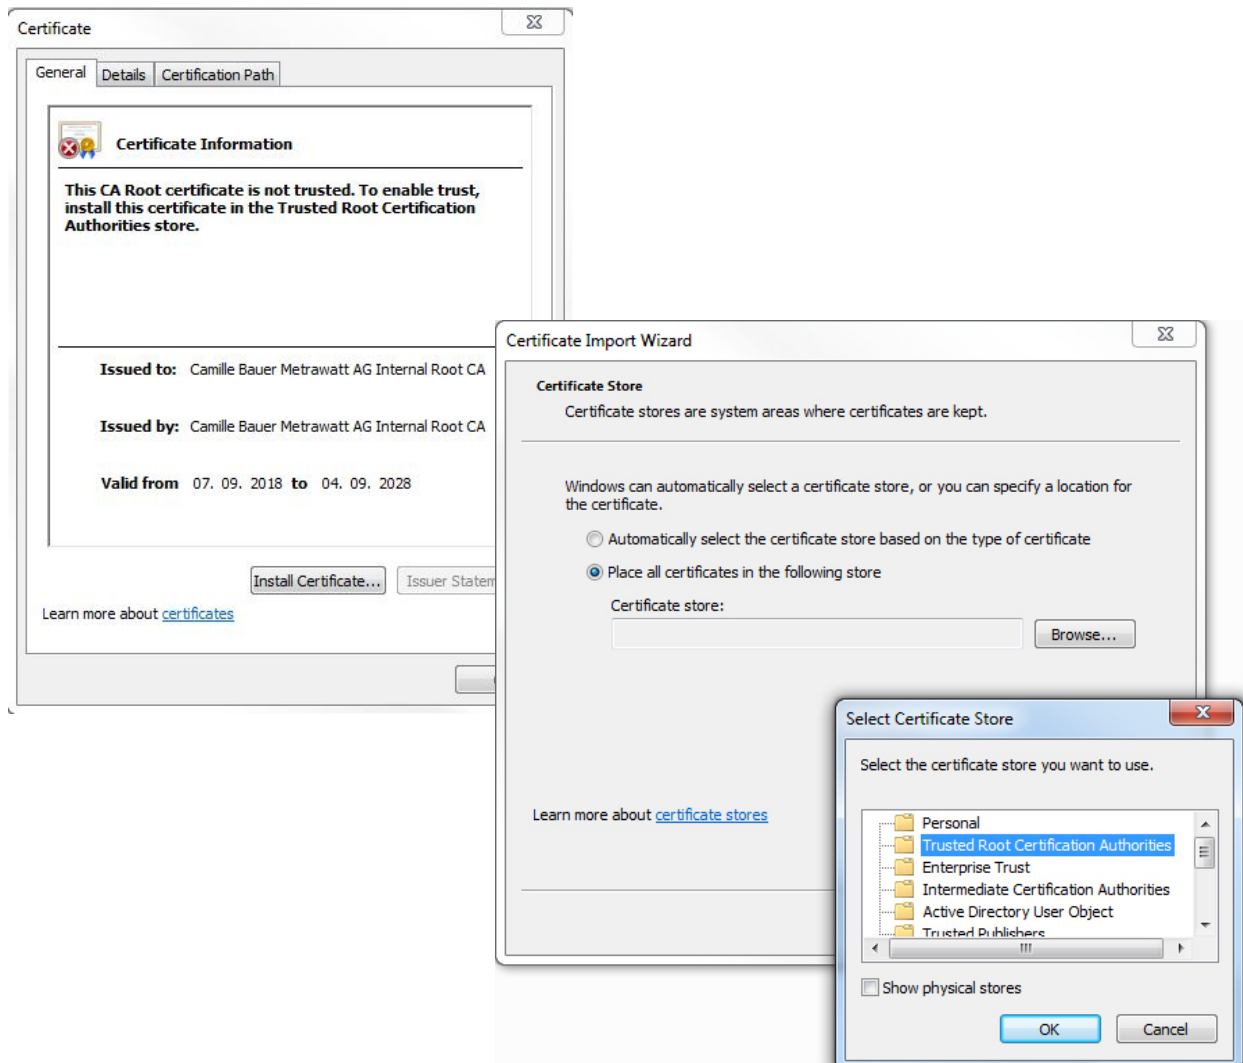 Certificate
General Details Certification Path
Certificate Information
This CA Root certificate is not trusted. To enable trust,
install this certificate in the Trusted Root Certification
Authorities store.
Issued to: Camille Bauer Metrawatt AG Internal Root CA
Issued by: Camille Bauer Metrawatt AG Internal Root CA
Valid from 07. 09. 2018 to 04. 09. 2028
Install Certificate... Issuer Statem
Learn more about certificates
Certificate Import Wizard
Certificate Store
Certificate stores are system areas where certificates are kept.
Windows can automatically select a certificate store, or you can specify a location for
the certificate.
Automatically select the certificate store based on the type of certificate
Place all certificates in the following store
Certificate store:
Browse...
Learn more about certificate stores
Select Certificate Store
Select the certificate store you want to use.
Personal
Trusted Root Certification Authorities
Enterprise Trust
Intermediate Certification Authorities
Active Directory User Object
Trusted Publishers
Show physical stores
OK Cancel